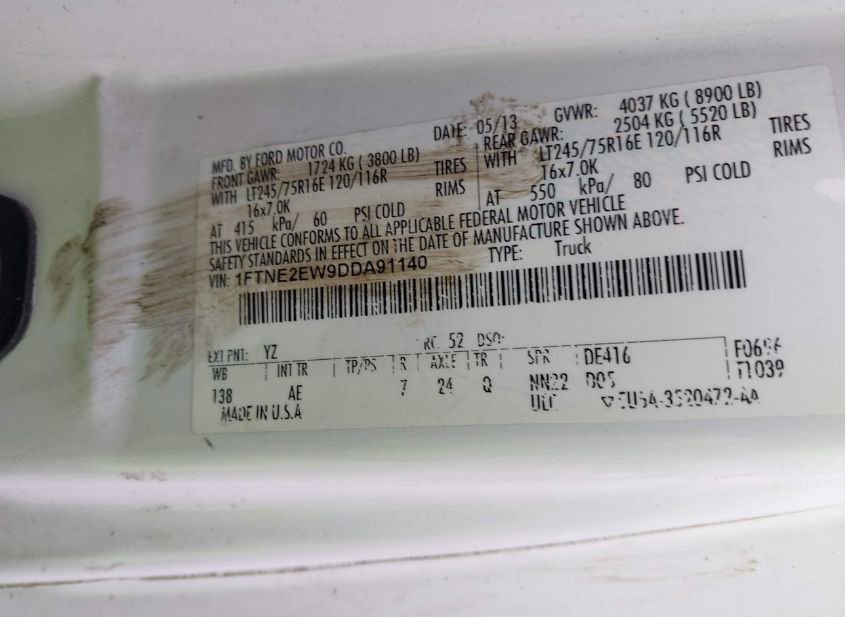 MFD. BY FORD MOTOR CO.
DATE: 05/13 GVWR: 4037 KG ( 8900 LB)
FRONT GAWR: 1724 KG ( 3800 LB) REAR GAWR: 2504 KG ( 5520 LB)
WITH LT245/75R16E 120/116R TIRES WITH LT245/75R16E 120/116R TIRES
16x7.0K RIMS 16x7.0K RIMS
AT 415 kPa/ 60 PSI COLD AT 550 kPa/ 80 PSI COLD
THIS VEHICLE CONFORMS TO ALL APPLICABLE FEDERAL MOTOR VEHICLE
SAFETY STANDARDS IN EFFECT ON THE DATE OF MANUFACTURE SHOWN ABOVE.
VIN: 1FTNE2EW9DDA91140 TYPE: Truck
EXT PNT: YZ RC: 52 DSO:
WB INT TR TP/PS R AXLE TR SPR DE416
138 AE 7 24 Q NN22
T1039
MADE IN U.S.A